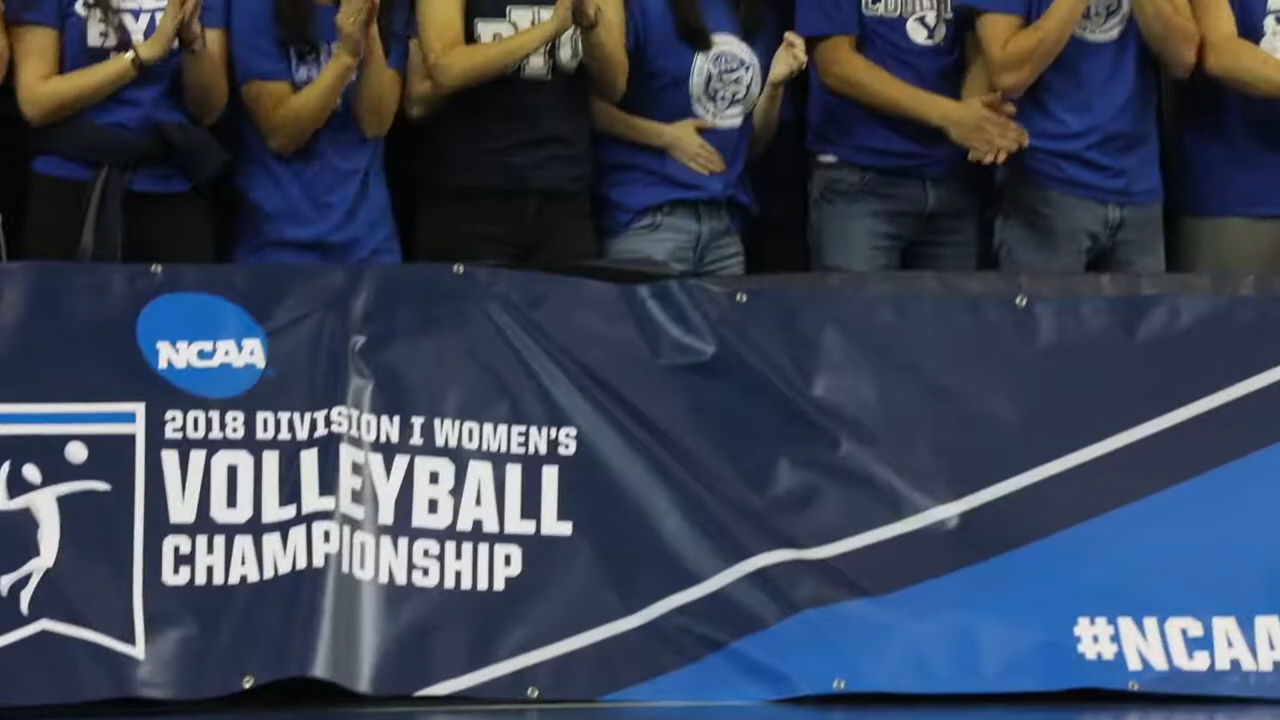 NCAA
2018 DIVISION I WOMEN'S
VOLLEYBALL
CHAMPIONSHIP
#NCAA